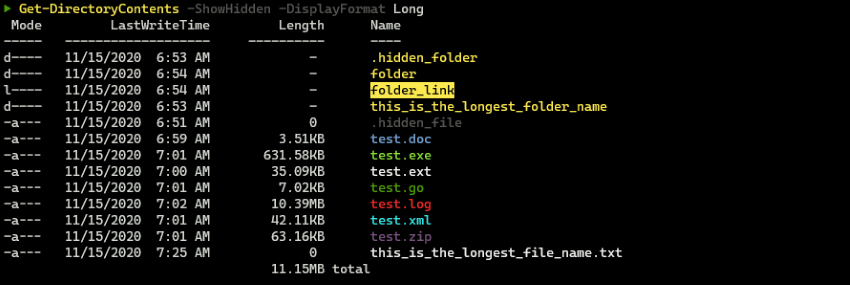 ▶ Get-DirectoryContents -ShowHidden -DisplayFormat Long
Mode LastWriteTime Length Name
----- ------------------- ---------- ----
d---- 11/15/2020 6:53 AM - .hidden_folder
d---- 11/15/2020 6:54 AM - folder
l---- 11/15/2020 6:54 AM - folder_link
d---- 11/15/2020 6:53 AM - this_is_the_longest_folder_name
-a--- 11/15/2020 6:51 AM 0 .hidden_file
-a--- 11/15/2020 6:59 AM 3.51KB test.doc
-a--- 11/15/2020 7:01 AM 631.58KB test.exe
-a--- 11/15/2020 7:00 AM 35.09KB test.ext
-a--- 11/15/2020 7:01 AM 7.02KB test.go
-a--- 11/15/2020 7:02 AM 10.39MB test.log
-a--- 11/15/2020 7:01 AM 42.11KB test.xml
-a--- 11/15/2020 7:01 AM 63.16KB test.zip
-a--- 11/15/2020 7:25 AM 0 this_is_the_longest_file_name.txt
11.15MB total